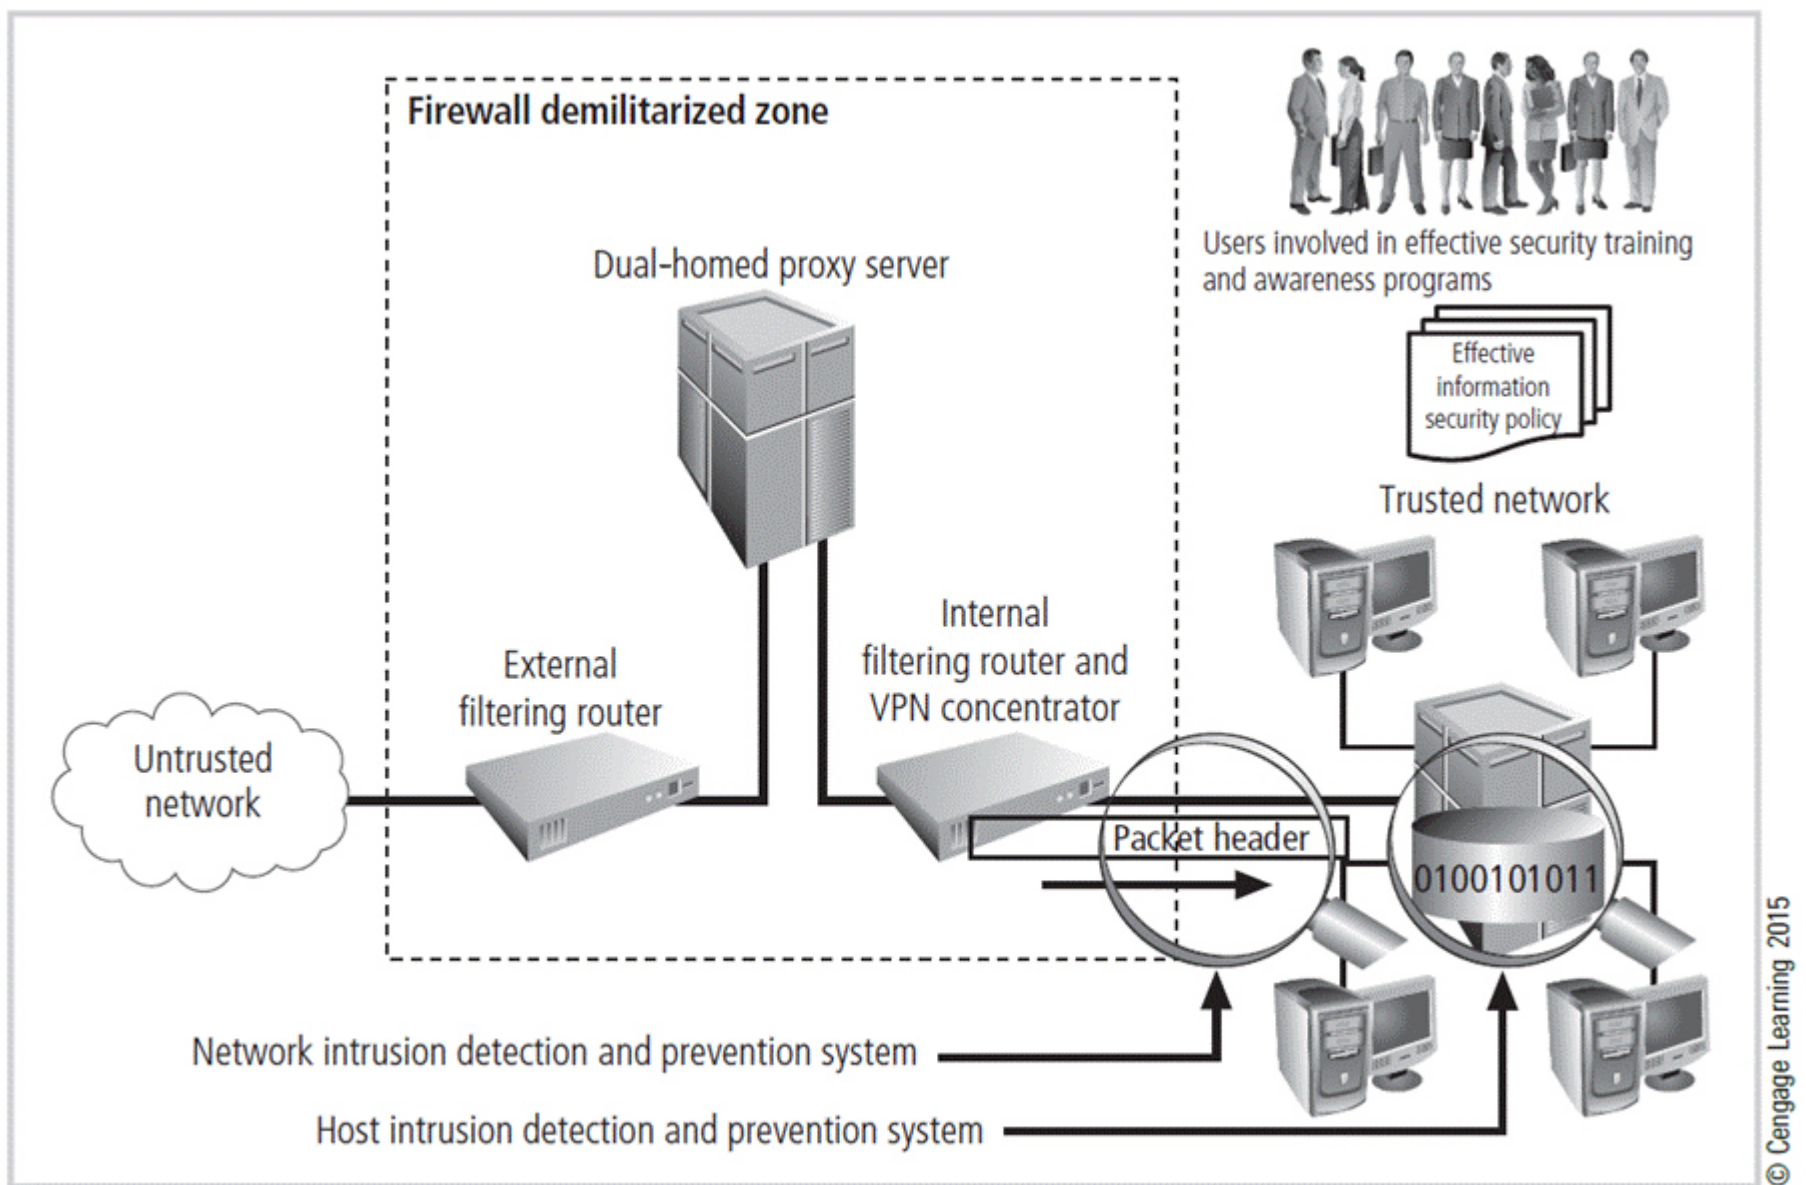 Firewall demilitarized zone
Dual-homed proxy server
Users involved in effective security training
and awareness programs
Effective
information
security policy
Trusted network
Internal
filtering router and
VPN concentrator
External
filtering router
Untrusted
network
Packet header
0100101011
Network intrusion detection and prevention system
Host intrusion detection and prevention system
© Cengage Learning 2015